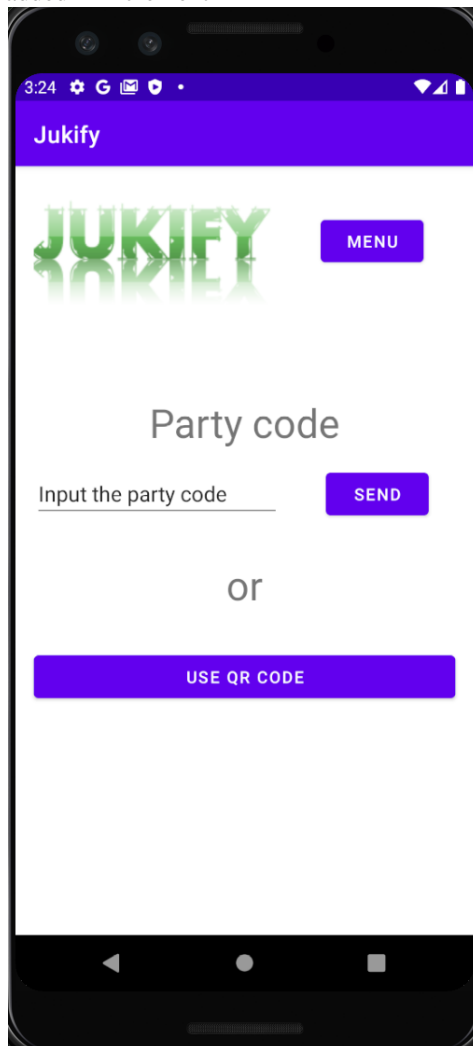 3:24
Jukify
JUKIFY
MENU
Party code
Input the party code
SEND
or
USE QR CODE